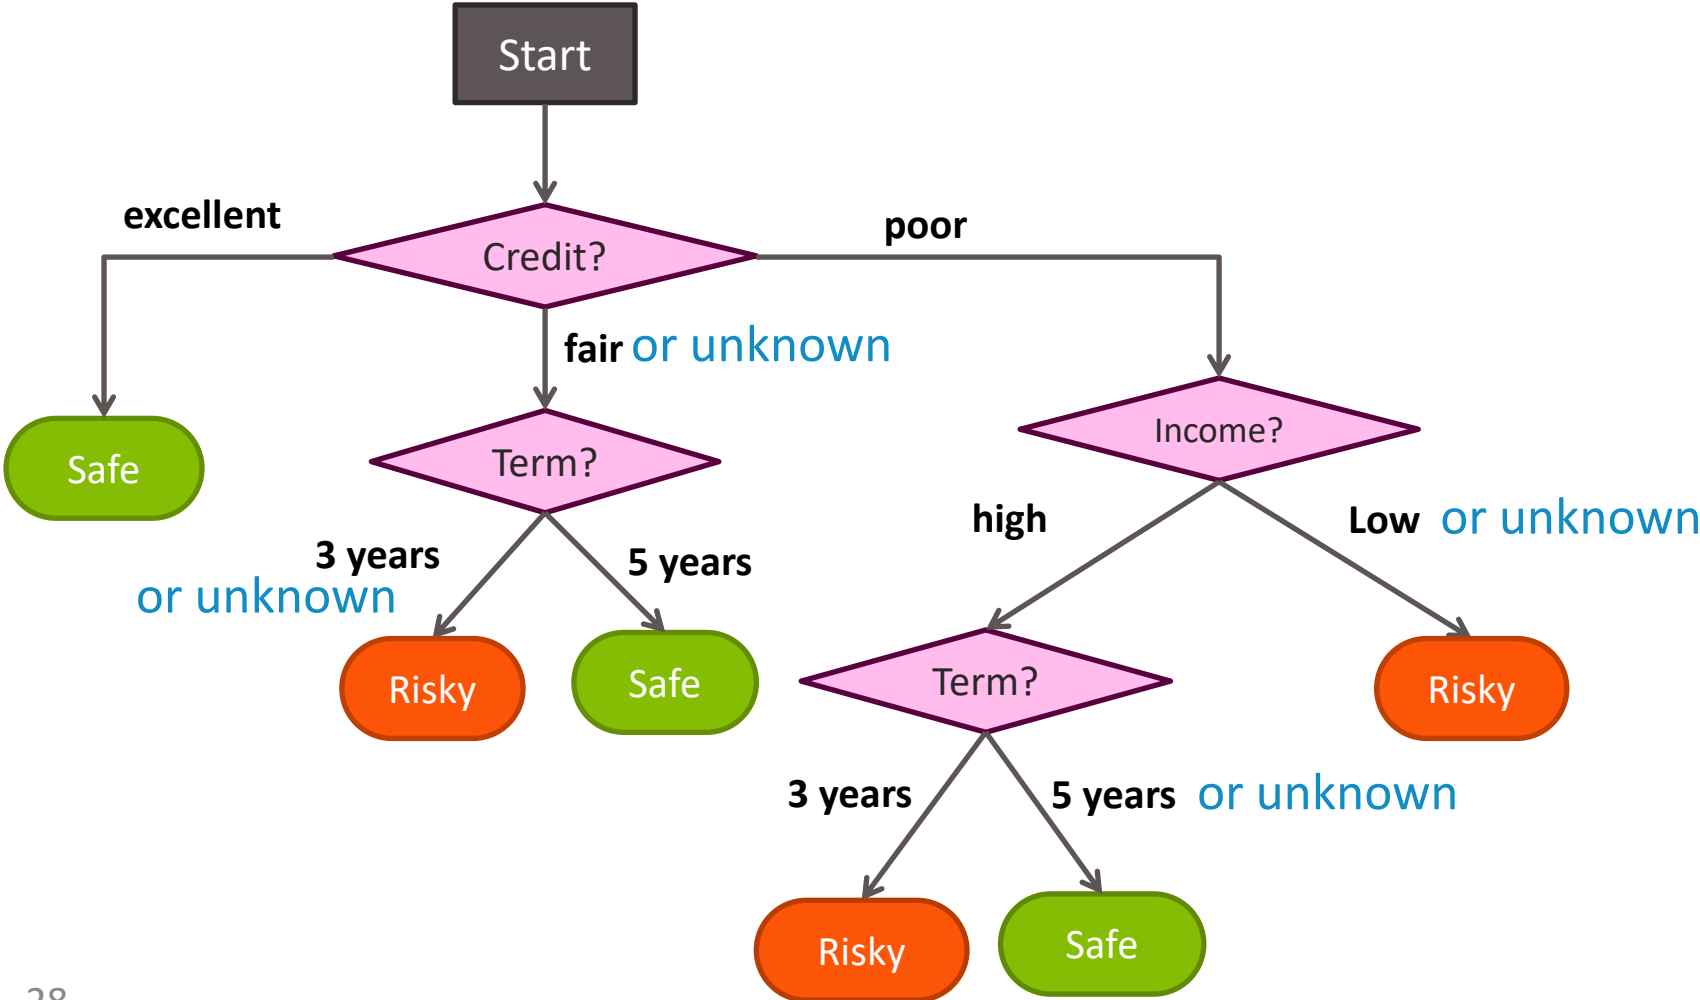 Start
excellent
Credit?
poor
fair or unknown
Safe
Term?
Income?
3 years
or unknown
5 years
high
Low or unknown
Risky
Safe
Term?
Risky
3 years
5 years or unknown
Risky
Safe
28